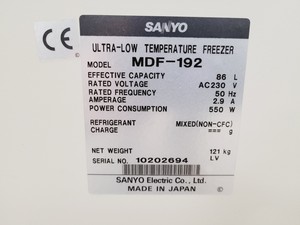 CE
SANYO
ULTRA-LOW TEMPERATURE FREEZER
MODEL MDF-192
EFFECTIVE CAPACITY 86 L
RATED VOLTAGE AC230 V
RATED FREQUENCY 50 Hz
AMPERAGE 2.9 A
POWER CONSUMPTION 550 W
REFRIGERANT MIXED(NON-CFC)
CHARGE === g
NET WEIGHT 121 kg
LV
SERIAL NO. 10202694
SANYO Electric Co., Ltd.
MADE IN JAPAN ©